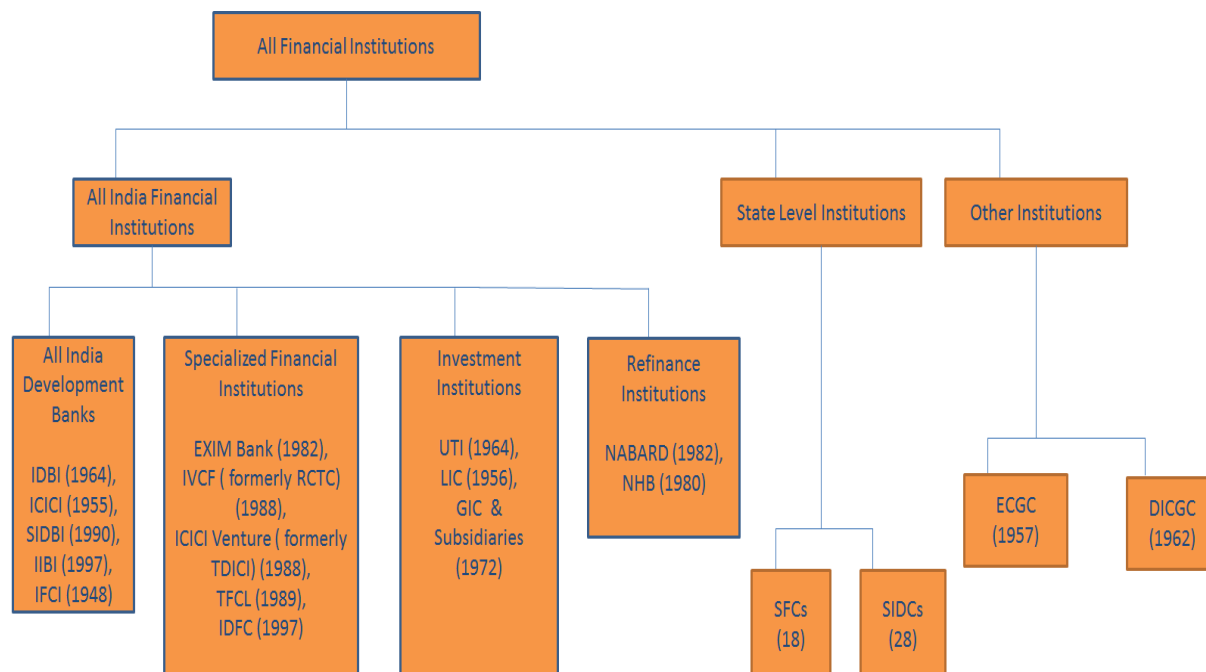 All Financial Institutions
All India Financial
Institutions
State Level Institutions
Other Institutions
All India
Development
Banks
IDBI (1964),
ICICI (1955),
SIDBI (1990),
IIBI (1997),
IFCI (1948)
Specialized Financial
Institutions
EXIM Bank (1982),
IVCF ( formerly RCTC)
(1988),
ICICI Venture ( formerly
TDICI) (1988),
TFCL (1989),
IDFC (1997)
Investment
Institutions
UTI (1964),
LIC (1956),
GIC &
Subsidiaries
(1972)
Refinance
Institutions
NABARD (1982),
NHB (1980)
SFCs
(18)
SIDCs
(28)
ECGC
(1957)
DICGC
(1962)